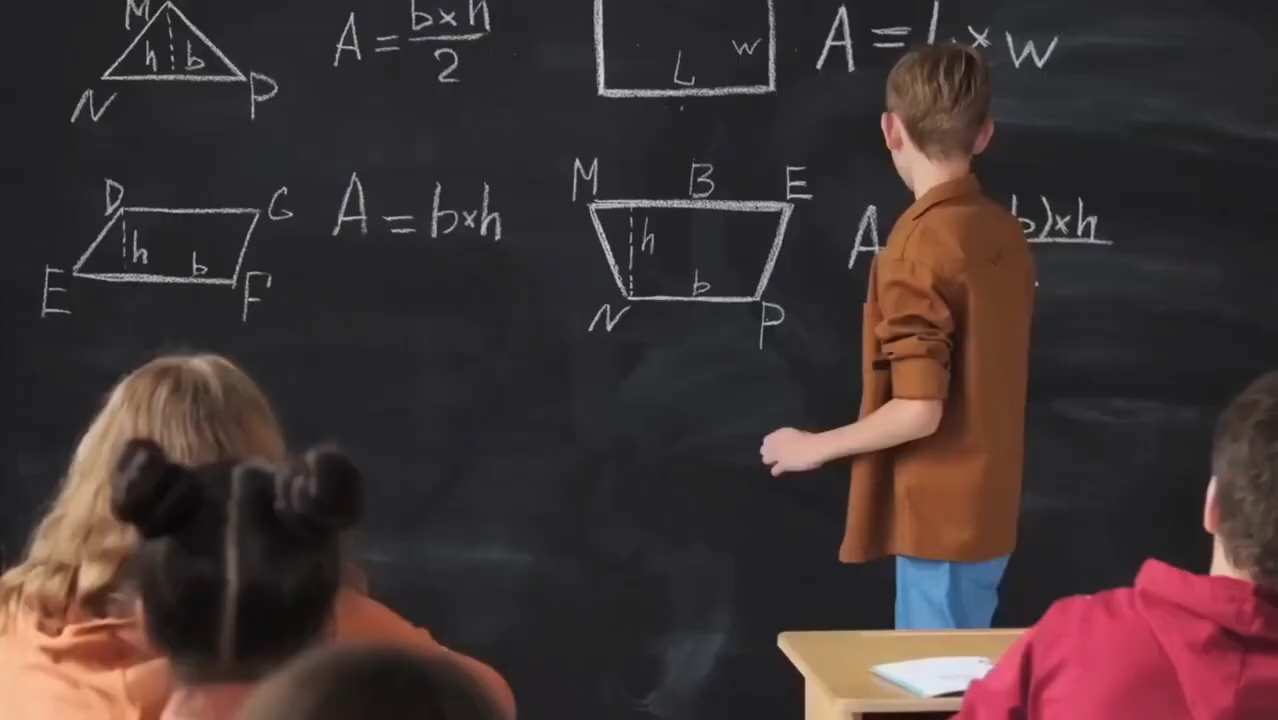 M
h b
N P
A = b×h
2
w
L
A = L×w
D G
h
b
E F
A = b×h
M B E
h
b
N P
A b)×h